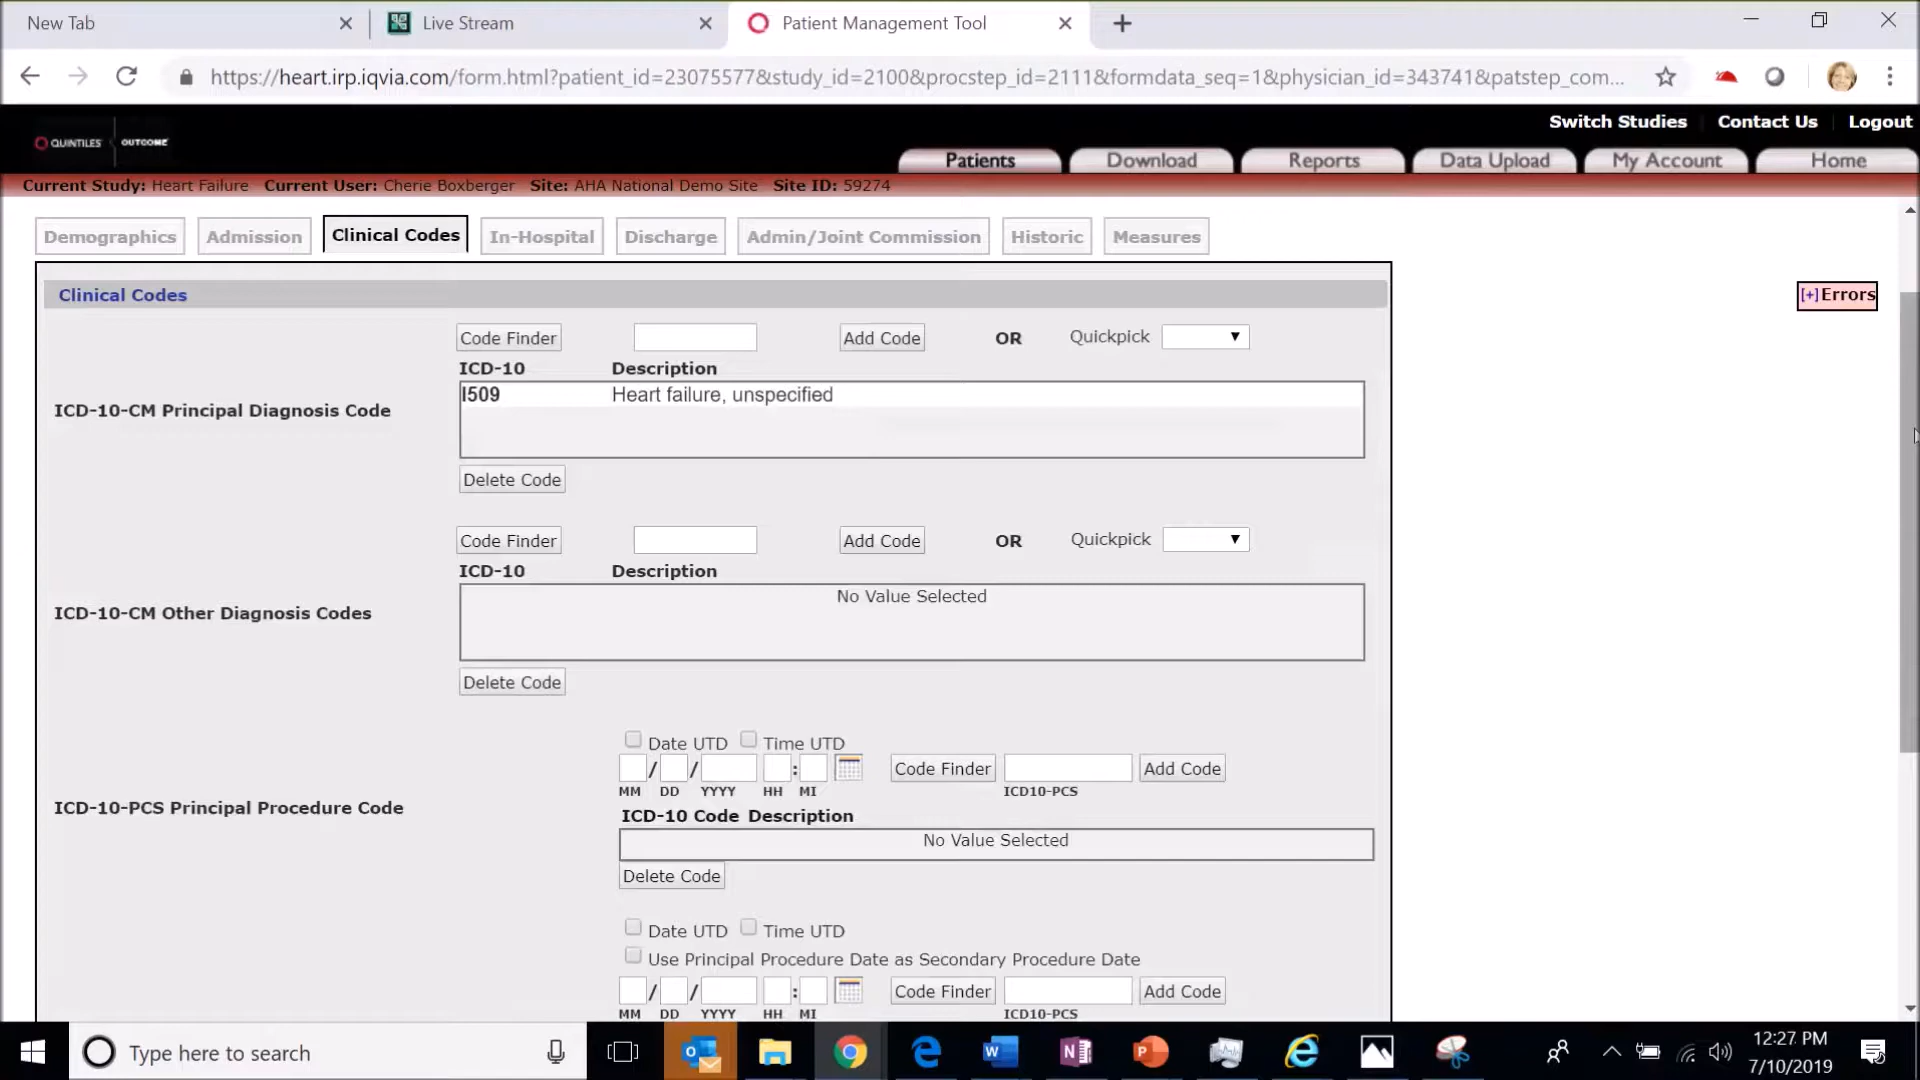 New Tab
Live Stream
Patient Management Tool
https://heart.irp.iqvia.com/form.html?patient_id=23075577&study_id=2100&procstep_id=2111&formdata_seq=1&physician_id=343741&patstep_com...
Switch Studies Contact Us Logout
QUINTILES OUTCOME
Patients Download Reports Data Upload My Account Home
Current Study: Heart Failure Current User: Cherie Boxberger Site: AHA National Demo Site Site ID: 59274
Demographics Admission Clinical Codes In-Hospital Discharge Admin/Joint Commission Historic Measures
Clinical Codes
[+]Errors
Code Finder Add Code OR Quickpick
ICD-10 Description
I509 Heart failure, unspecified
ICD-10-CM Principal Diagnosis Code
Delete Code
Code Finder Add Code OR Quickpick
ICD-10 Description
No Value Selected
ICD-10-CM Other Diagnosis Codes
Delete Code
Date UTD Time UTD
/ / : Code Finder Add Code
MM DD YYYY HH MI ICD10-PCS
ICD-10-PCS Principal Procedure Code
ICD-10 Code Description
No Value Selected
Delete Code
Date UTD Time UTD
Use Principal Procedure Date as Secondary Procedure Date
/ / : Code Finder Add Code
MM DD YYYY HH MI ICD10-PCS
Type here to search
12:27 PM
7/10/2019